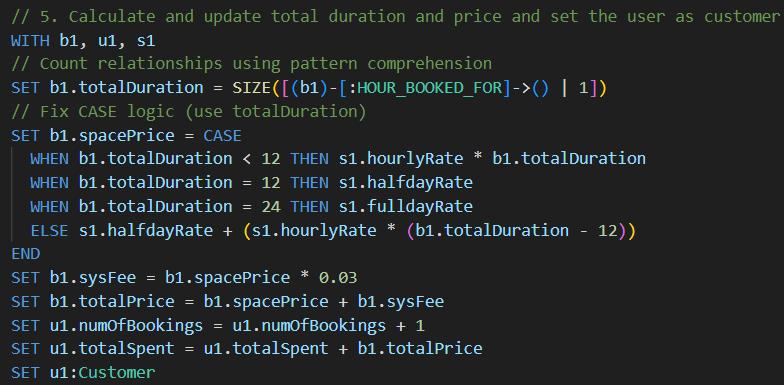 // 5. Calculate and update total duration and price and set the user as customer
WITH b1, u1, s1
// Count relationships using pattern comprehension
SET b1.totalDuration = SIZE([(b1)-[:HOUR_BOOKED_FOR]->() | 1])
// Fix CASE logic (use totalDuration)
SET b1.spacePrice = CASE
  WHEN b1.totalDuration < 12 THEN s1.hourlyRate * b1.totalDuration
  WHEN b1.totalDuration = 12 THEN s1.halfdayRate
  WHEN b1.totalDuration = 24 THEN s1.fulldayRate
  ELSE s1.halfdayRate + (s1.hourlyRate * (b1.totalDuration - 12))
END
SET b1.sysFee = b1.spacePrice * 0.03
SET b1.totalPrice = b1.spacePrice + b1.sysFee
SET u1.numOfBookings = u1.numOfBookings + 1
SET u1.totalSpent = u1.totalSpent + b1.totalPrice
SET u1:Customer